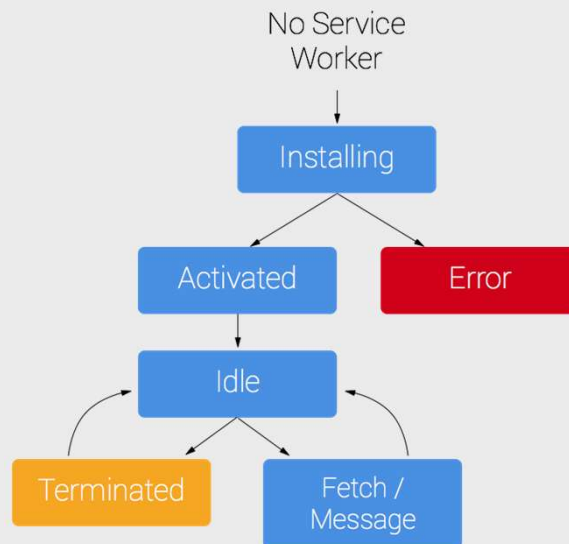 No Service
Worker
Installing
Activated
Error
Idle
Terminated
Fetch /
Message